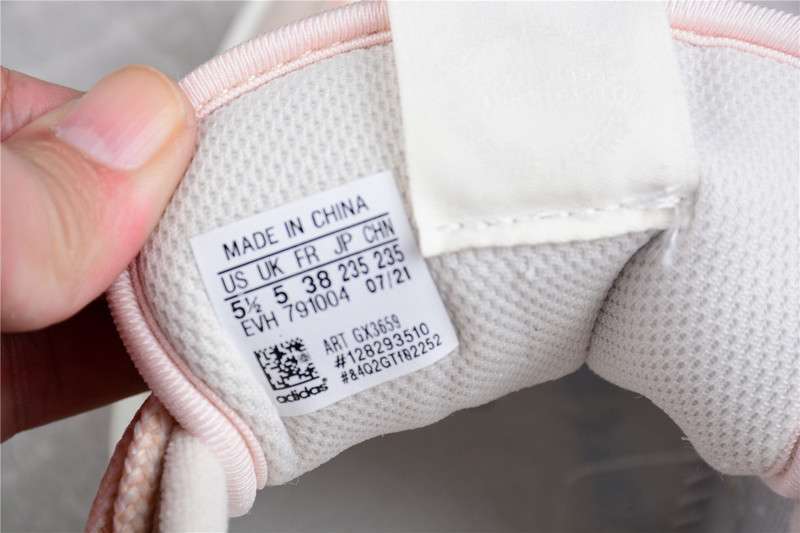 MADE IN CHINA
US UK FR JP CHN
5½ 5 38 235 235
EVH 791004 07/21
ART GX3659
#128293510
#84Q2GTf82252
adidas